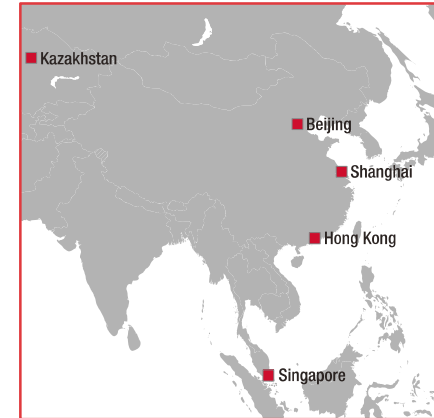 Kazakhstan
Beijing
Shanghai
Hong Kong
Singapore